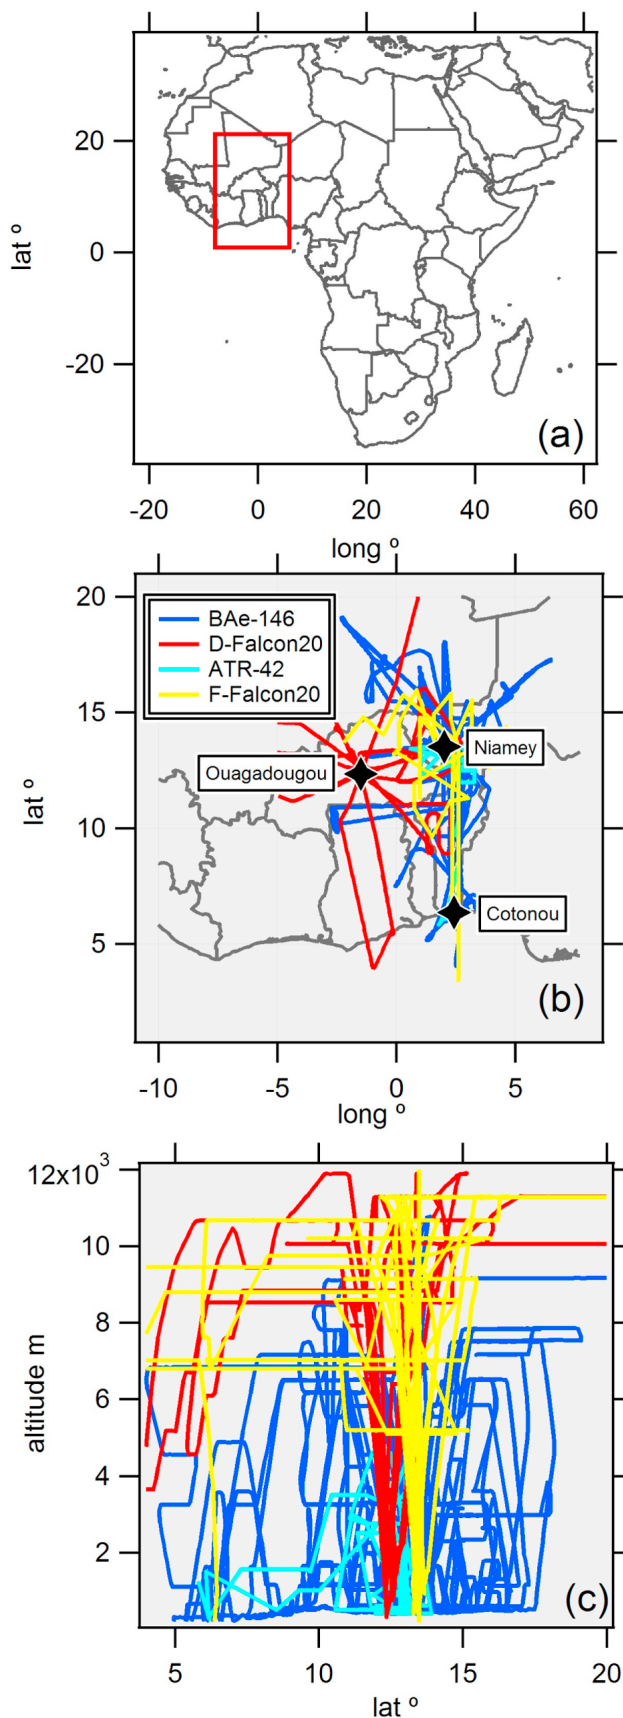 20
0
-20
lat º
(a)
-20 0 20 40 60
long º
20
15
10
5
lat º
BAe-146
D-Falcon20
ATR-42
F-Falcon20
Niamey
Ouagadougou
Cotonou
(b)
-10 -5 0 5
long º
12x10³
10
8
6
4
2
altitude m
(c)
5 10 15 20
lat º